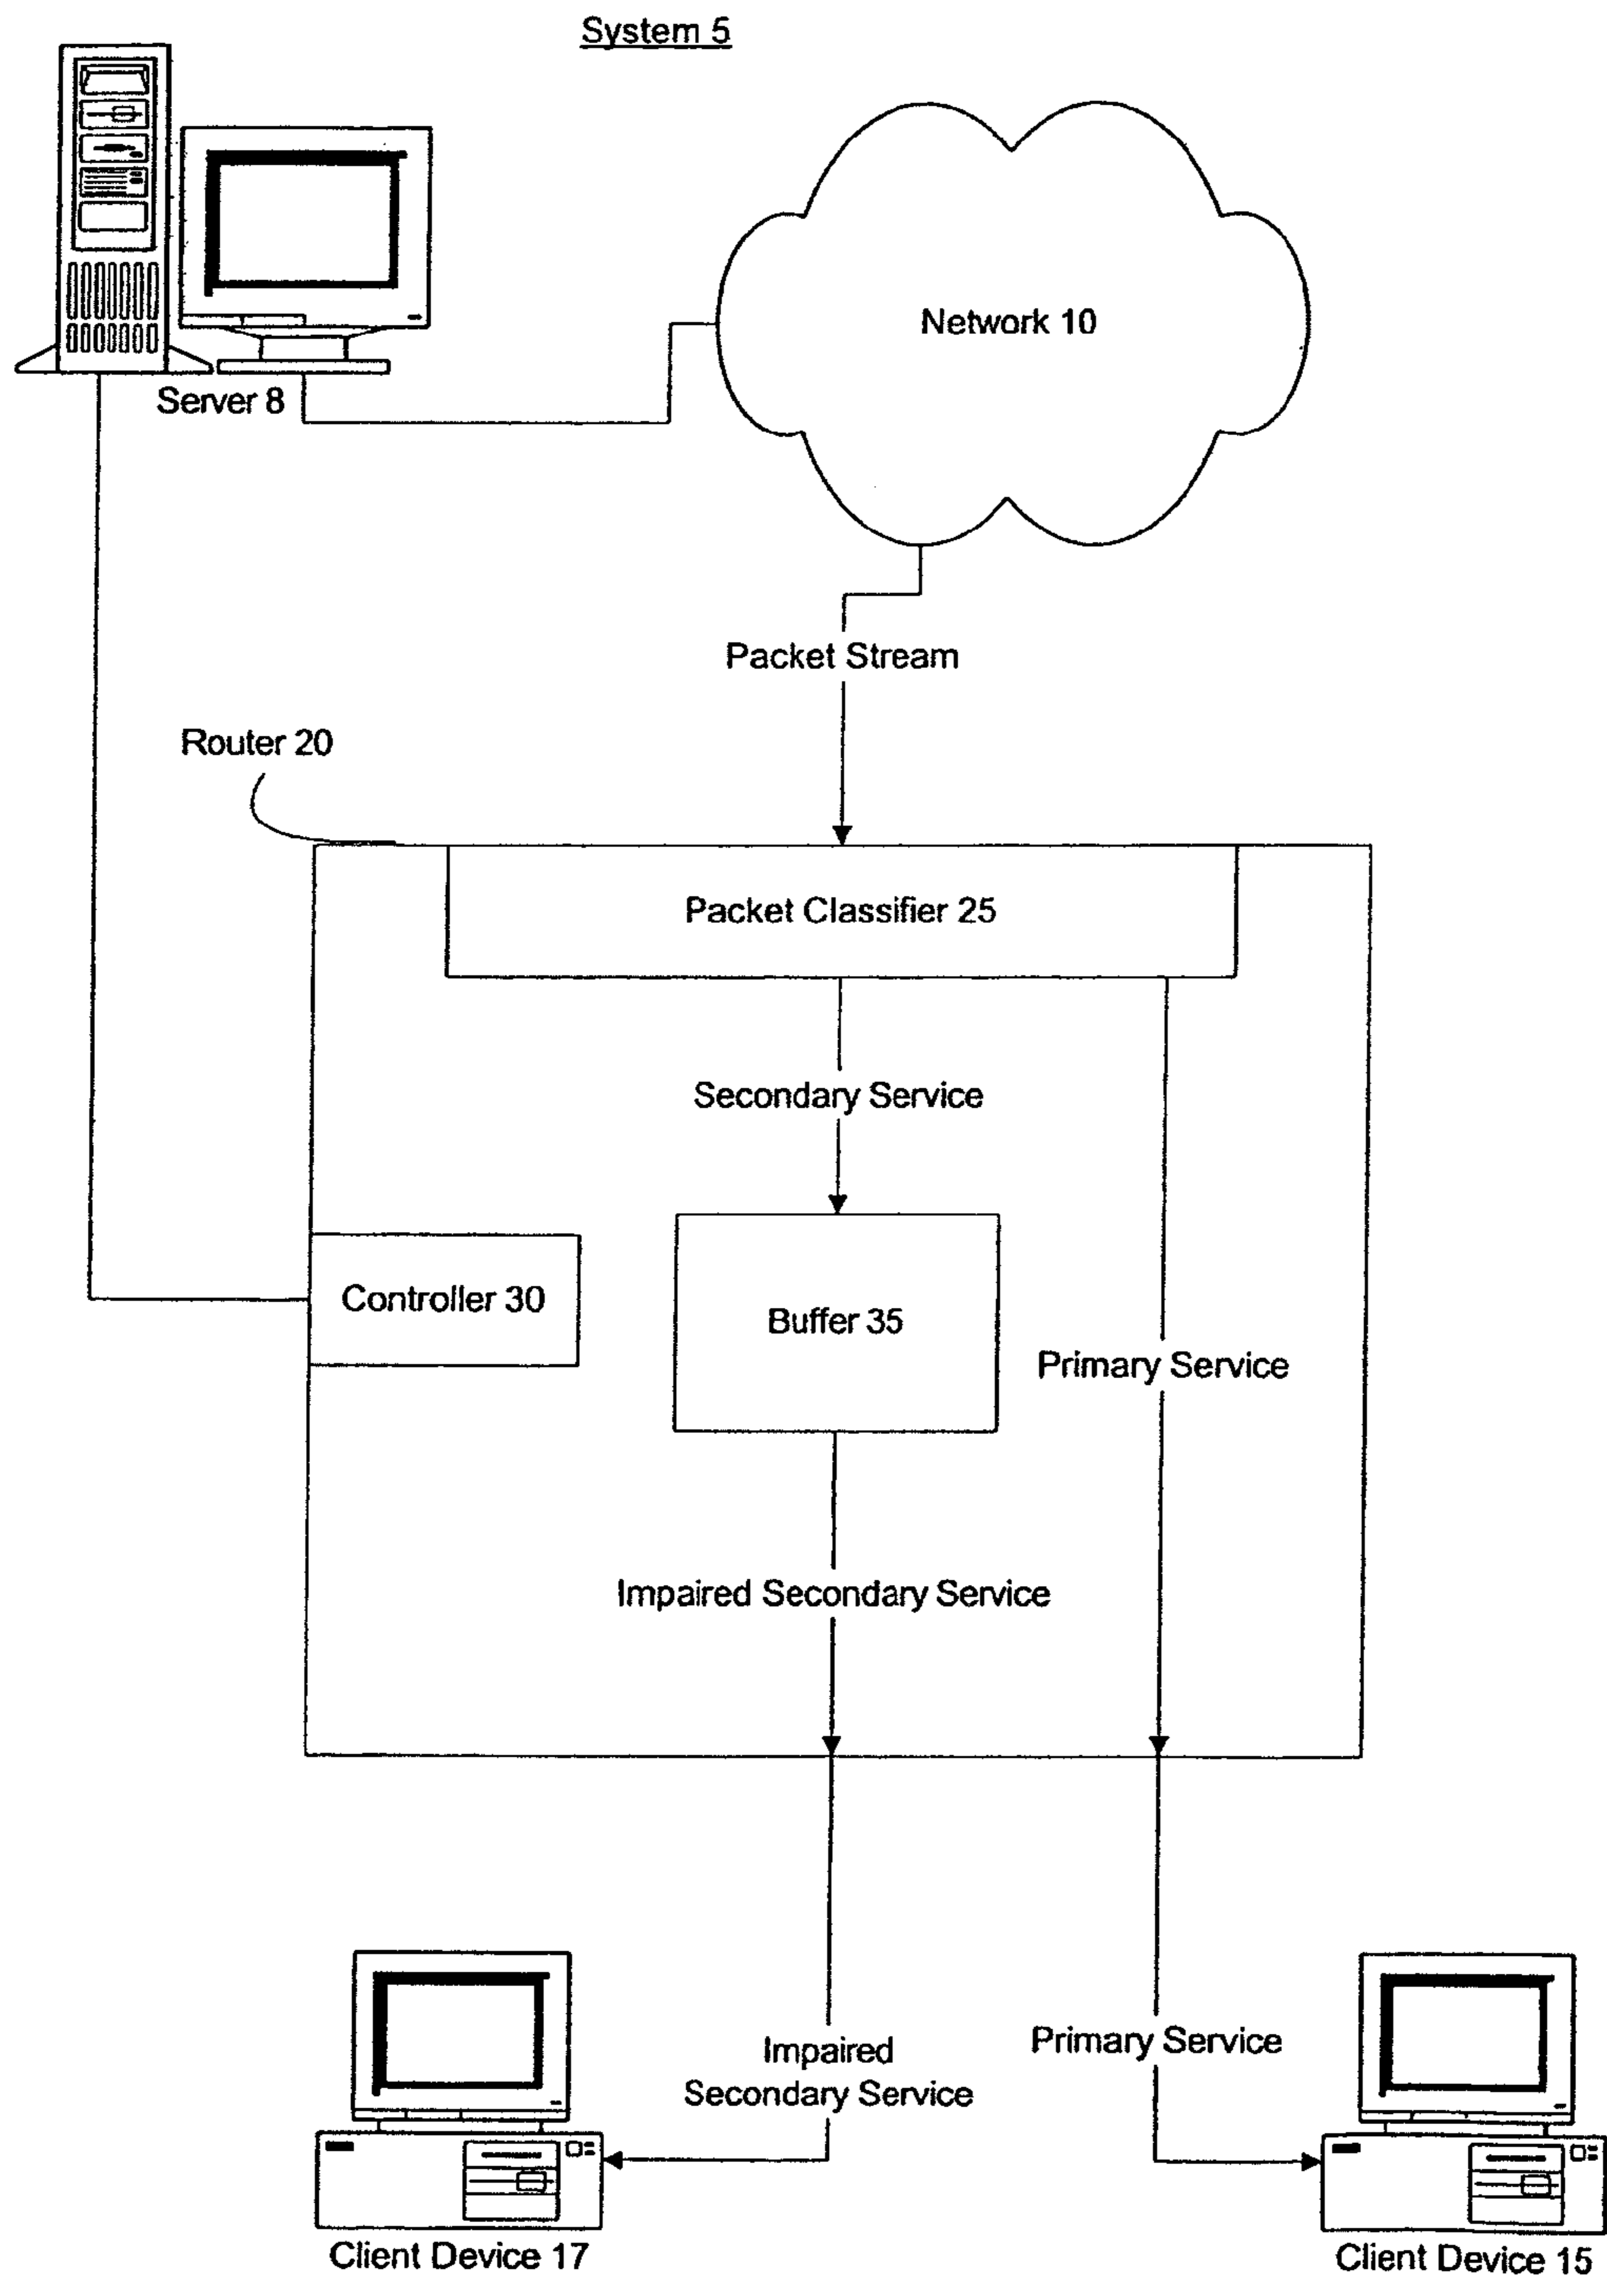 System 5
Network 10
Server 8
Packet Stream
Router 20
Packet Classifier 25
Secondary Service
Controller 30
Buffer 35
Primary Service
Impaired Secondary Service
Impaired
Secondary Service
Primary Service
Client Device 17
Client Device 15